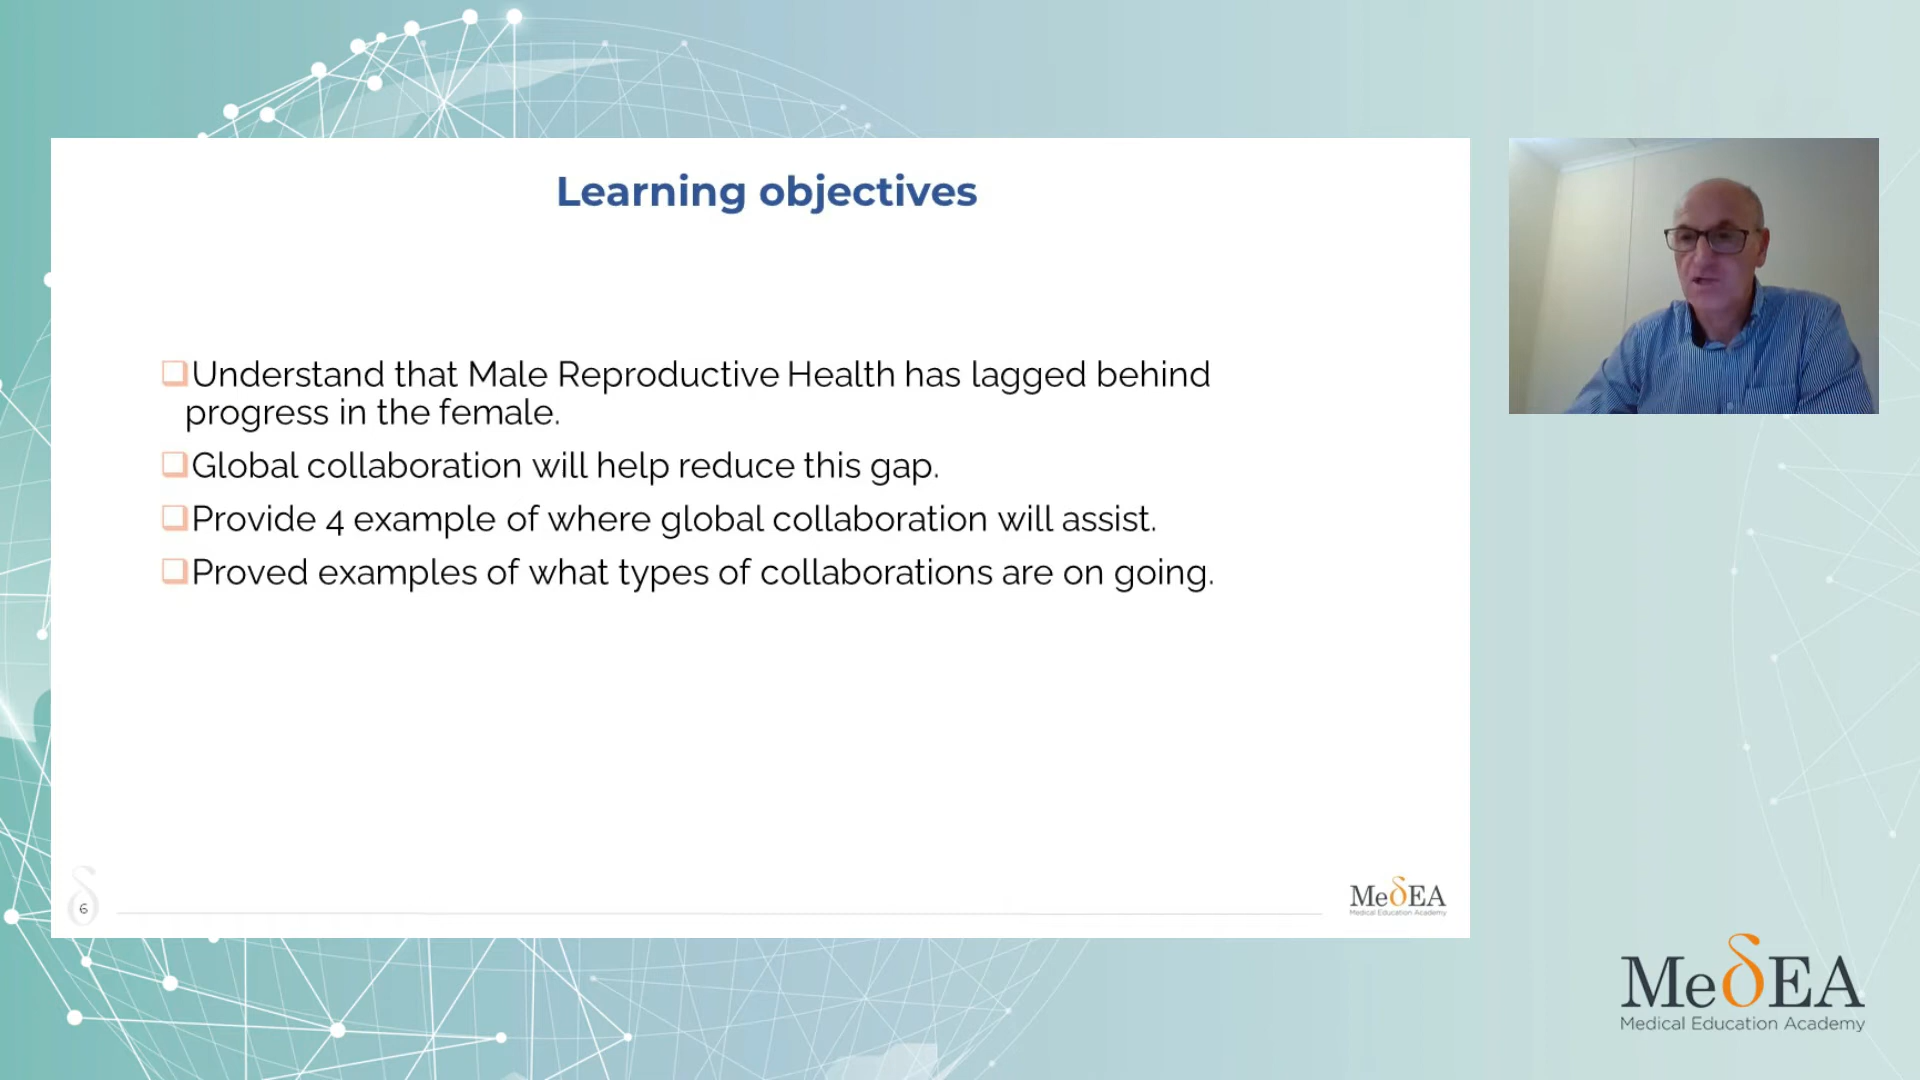 Learning objectives
Understand that Male Reproductive Health has lagged behind
progress in the female.
Global collaboration will help reduce this gap.
Provide 4 example of where global collaboration will assist.
Proved examples of what types of collaborations are on going.
6
MeδEA
Medical Education Academy
MeδEA
Medical Education Academy